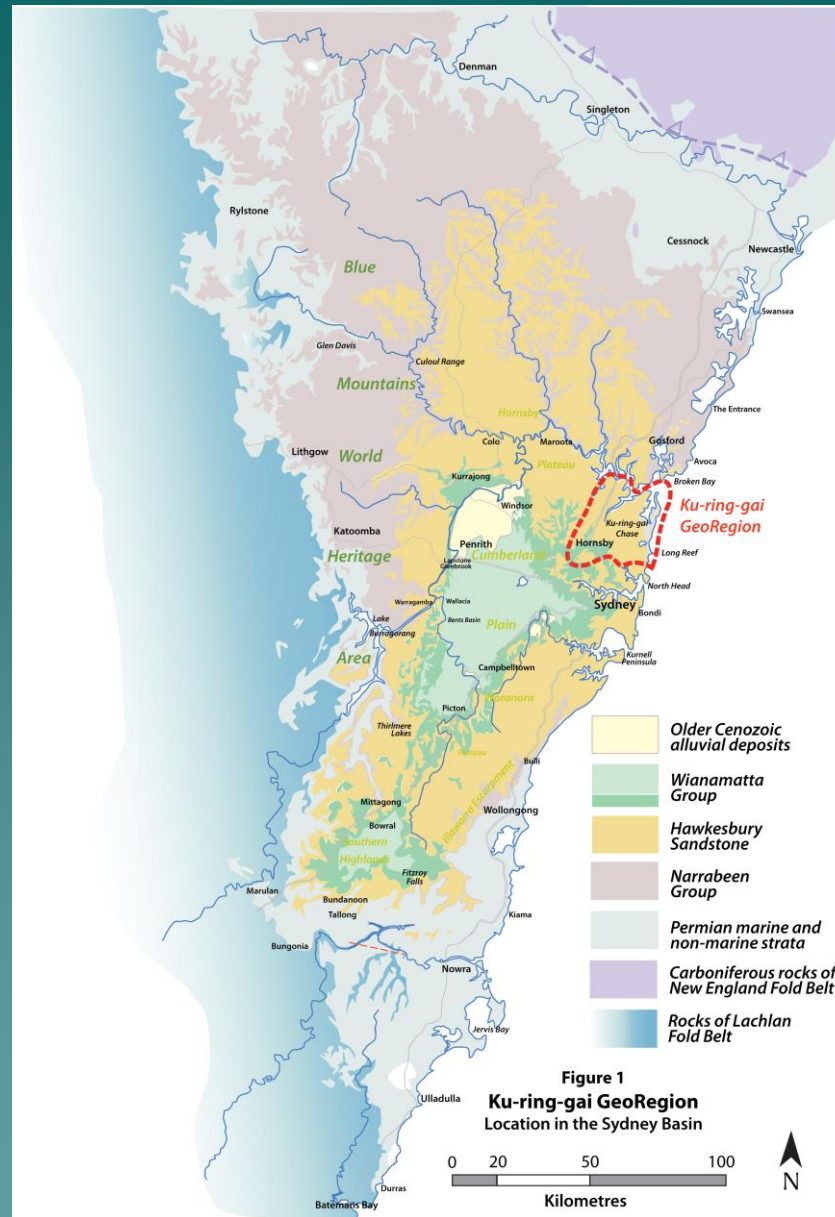 Denman
Singleton
Rylstone
Cessnock
Newcastle
Blue
Swansea
Glen Davis
Culoul Range
Mountains
The Entrance
Hornsby
Colo
Maroota
Gosford
Lithgow
World
Plateau
Avoca
Broken Bay
Kurrajong
Windsor
Ku-ring-gai
Chase
Ku-ring-gai
GeoRegion
Katoomba
Penrith
Hornsby
Heritage
Lapstone
Glenbrook
Cumberland
Long Reef
North Head
Warragamba
Wallacia
Sydney
Bondi
Lake
Burragorang
Bents Basin
Plain
Area
Kurnell
Peninsula
Campbelltown
Woronora
Picton
Thirlmere
Lakes
Plateau
Bulli
Illawarra Escarpment
Mittagong
Wollongong
Bowral
Southern
Highlands
Fitzroy
Falls
Marulan
Bundanoon
Tallong
Kiama
Bungonia
Nowra
Jervis Bay
Ulladulla
Durras
Batemans Bay
Older Cenozoic
alluvial deposits
Wianamatta
Group
Hawkesbury
Sandstone
Narrabeen
Group
Permian marine and
non-marine strata
Carboniferous rocks of
New England Fold Belt
Rocks of Lachlan
Fold Belt
Figure 1
Ku-ring-gai GeoRegion
Location in the Sydney Basin
0 20 50 100
Kilometres
N